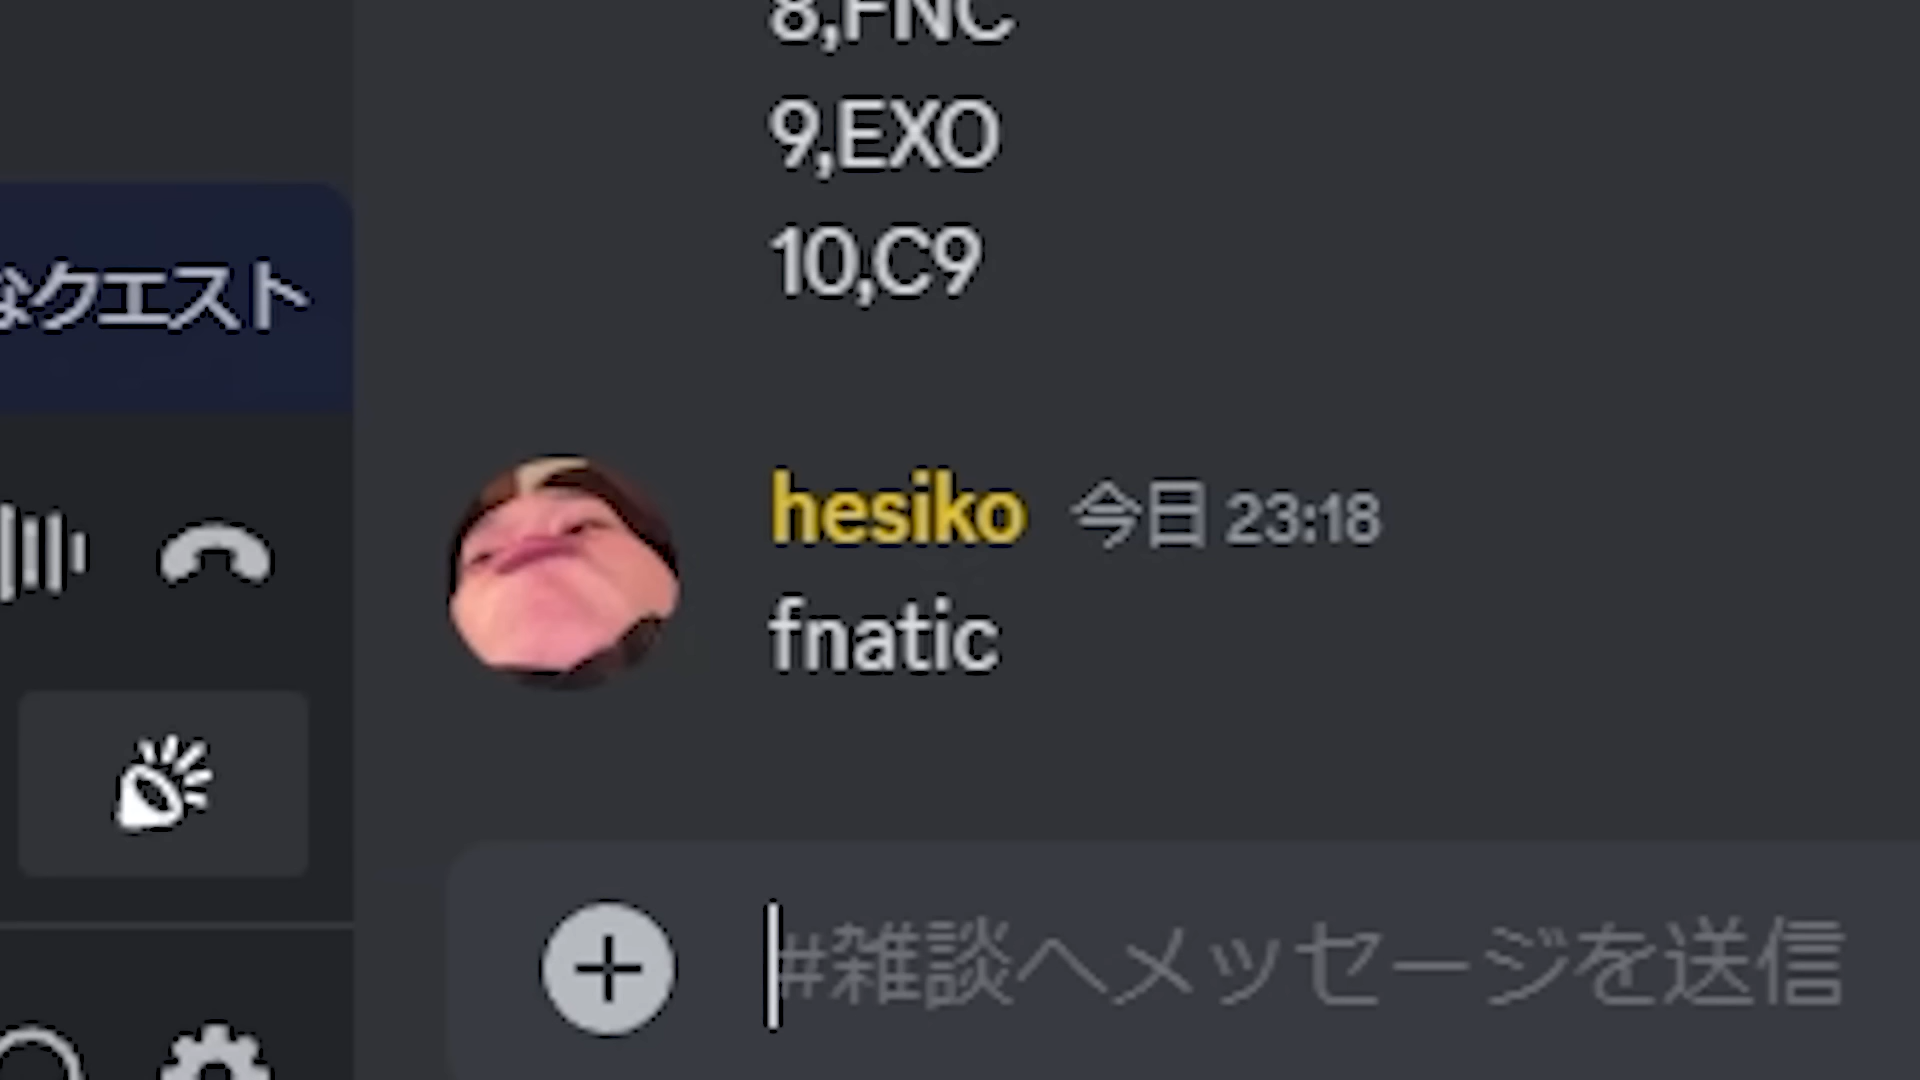 8,FNC
9,EXO
10,C9
なクエスト
hesiko 今日 23:18
fnatic
#雑談へメッセージを送信